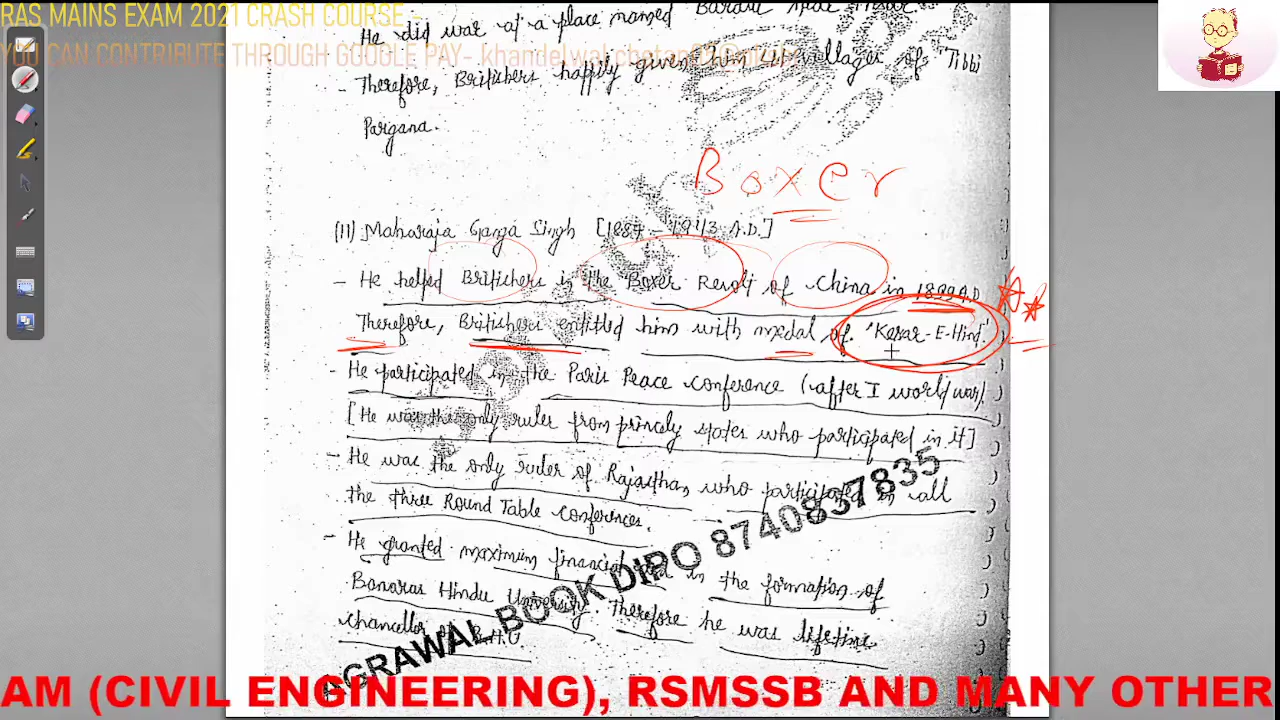 RAS MAINS EXAM 2021 CRASH COURSE -
YOU CAN CONTRIBUTE THROUGH GOOGLE PAY-
He did war of a place named
- Therefore, Britishers happily given him villages of Tibbi
Pargana.
Boxer
(11) Maharaja Ganga Singh
- He helped Britishers in the Boxer Revolt of China in 1899 A.D
Therefore, Britishers entitled him with medal of 'Kesar-E-Hind'
- He participated in the Paris Peace conference (after I world war)
[He was the only ruler from princely states who participated in it]
- He was the only ruler of Rajasthan, who participated in all
the three Round Table conferences.
- He granted maximum financial in the formation of
Banaras Hindu University. Therefore he was lifetime
chancellor of B.H.U
AGRAWAL BOOK DIPO 8740837835
AM (CIVIL ENGINEERING), RSMSSB AND MANY OTHER